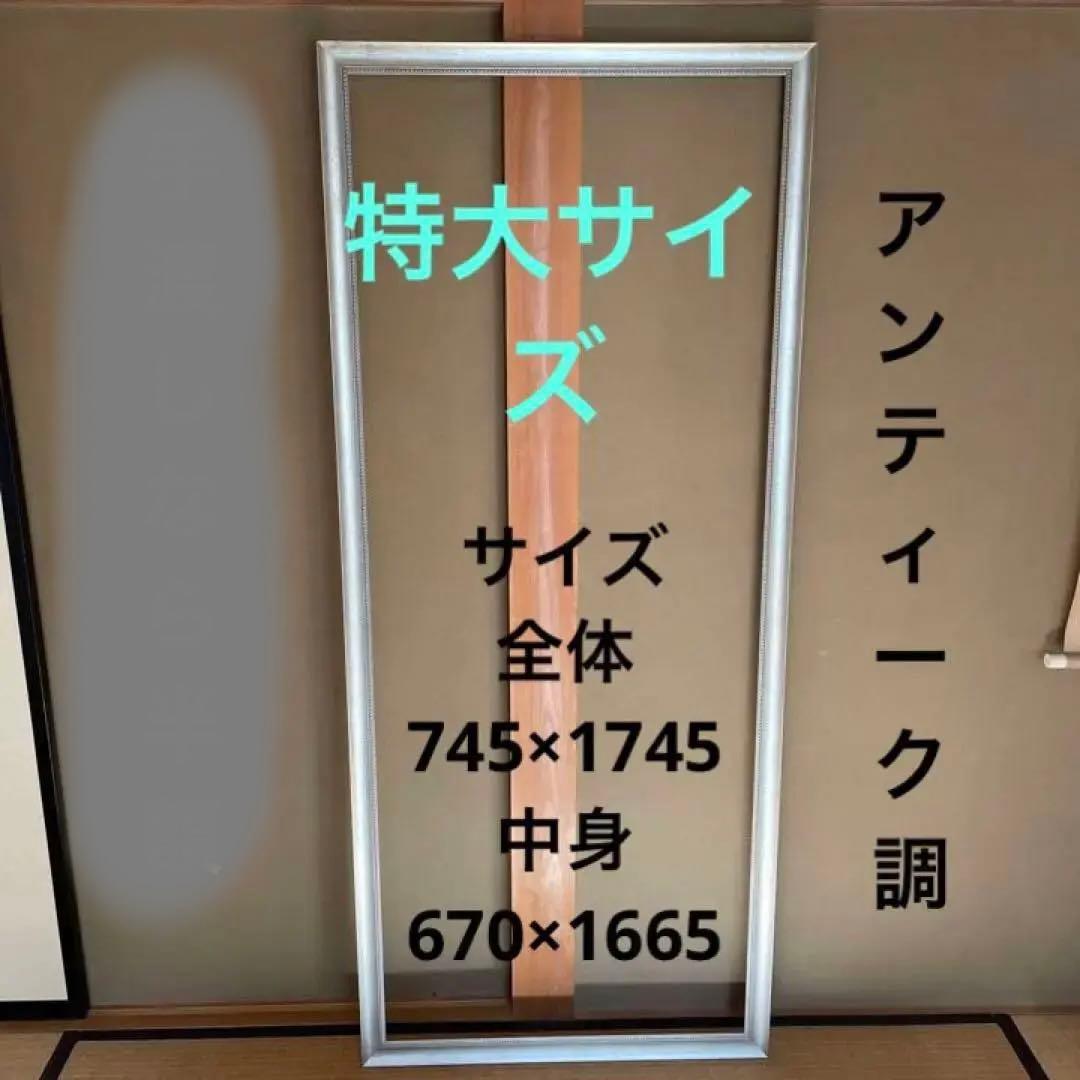 特大サイ
ズ
サイズ
全体
745×1745
中身
670×1665
アンティーク調